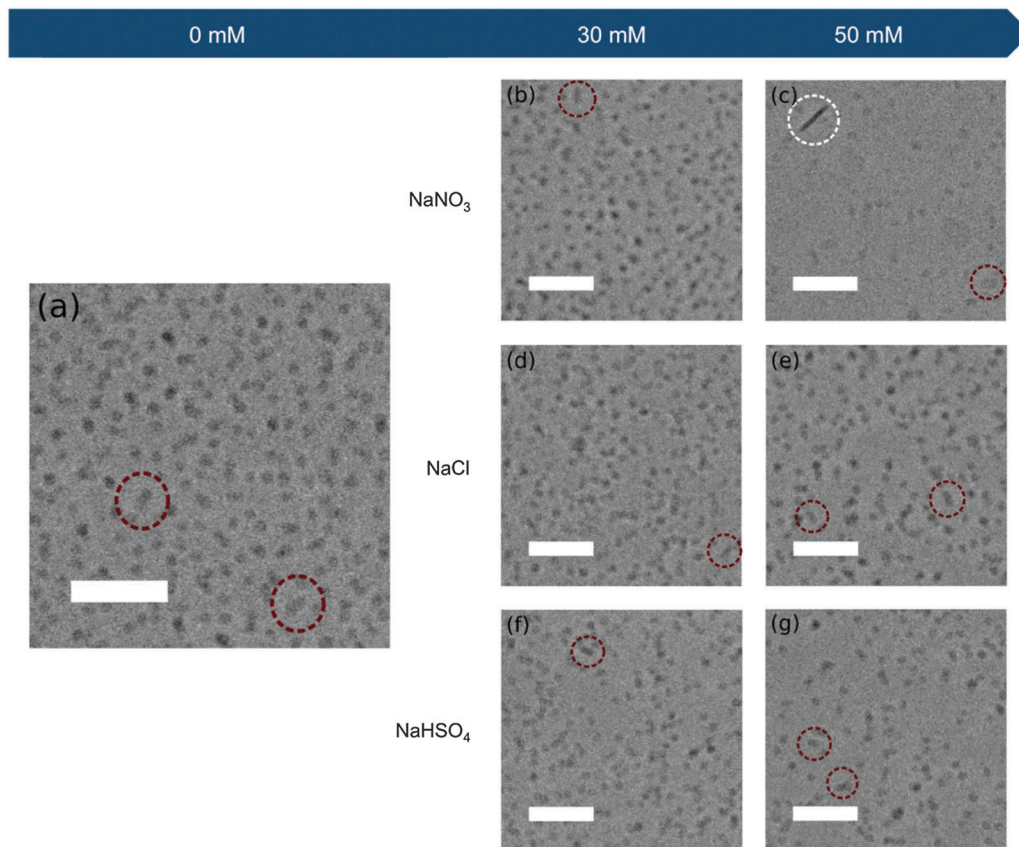 0 mM 30 mM 50 mM
(b) (c)
NaNO₃
(a)
(d) (e)
NaCl
(f) (g)
NaHSO₄